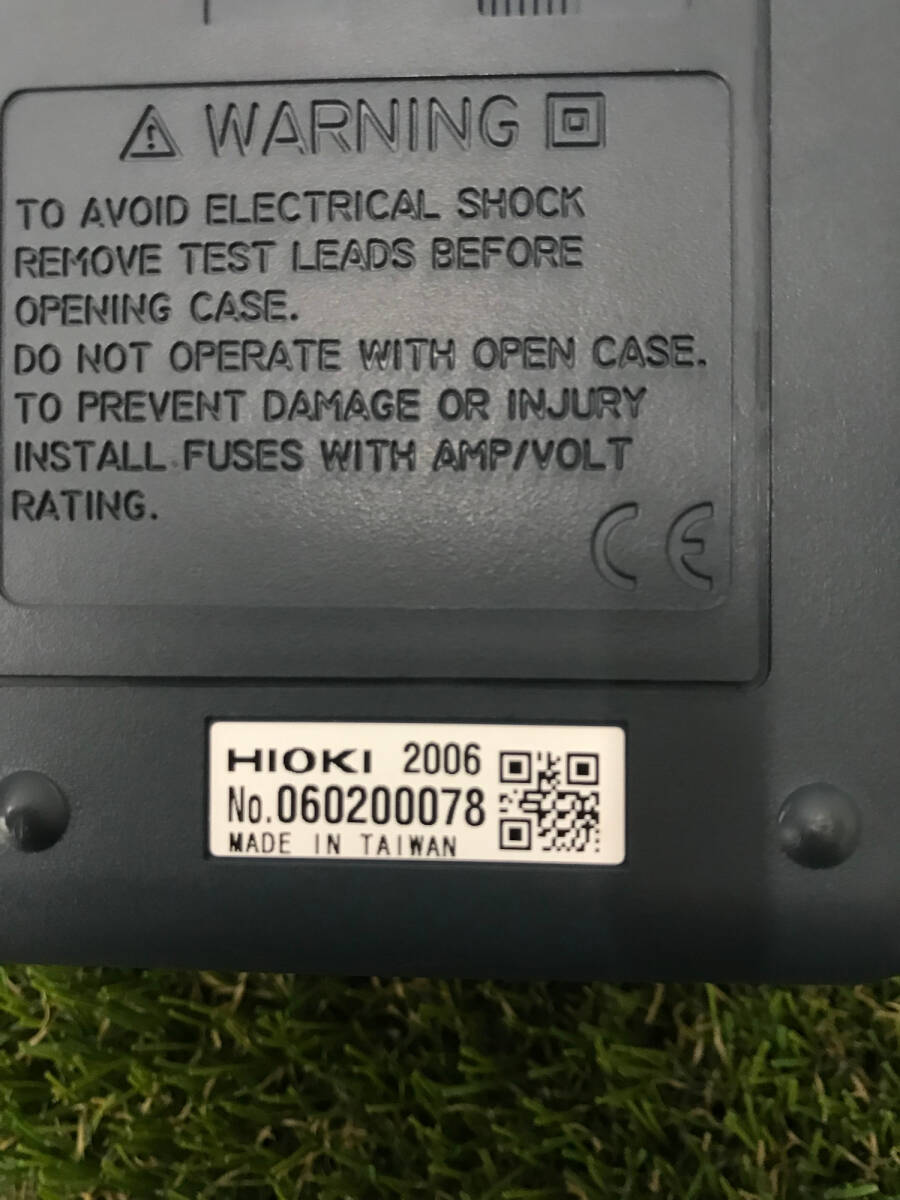 WARNING
TO AVOID ELECTRICAL SHOCK
REMOVE TEST LEADS BEFORE
OPENING CASE.
DO NOT OPERATE WITH OPEN CASE.
TO PREVENT DAMAGE OR INJURY
INSTALL FUSES WITH AMP/VOLT
RATING.
CE
HIOKI 2006
No.060200078
MADE IN TAIWAN